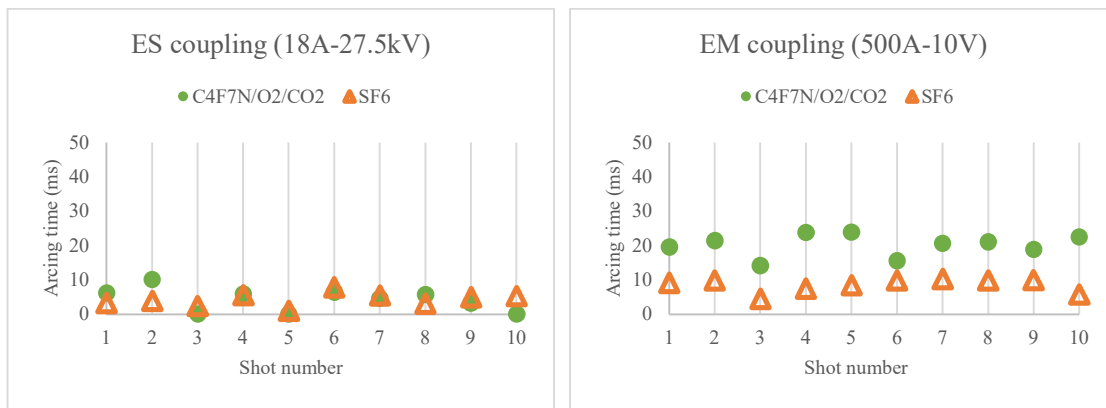 ES coupling (18A-27.5kV)
C4F7N/O2/CO2 SF6
50
40
30
20
10
0
1 2 3 4 5 6 7 8 9 10
Arcing time (ms)
Shot number
EM coupling (500A-10V)
C4F7N/O2/CO2 SF6
50
40
30
20
10
0
1 2 3 4 5 6 7 8 9 10
Arcing time (ms)
Shot number